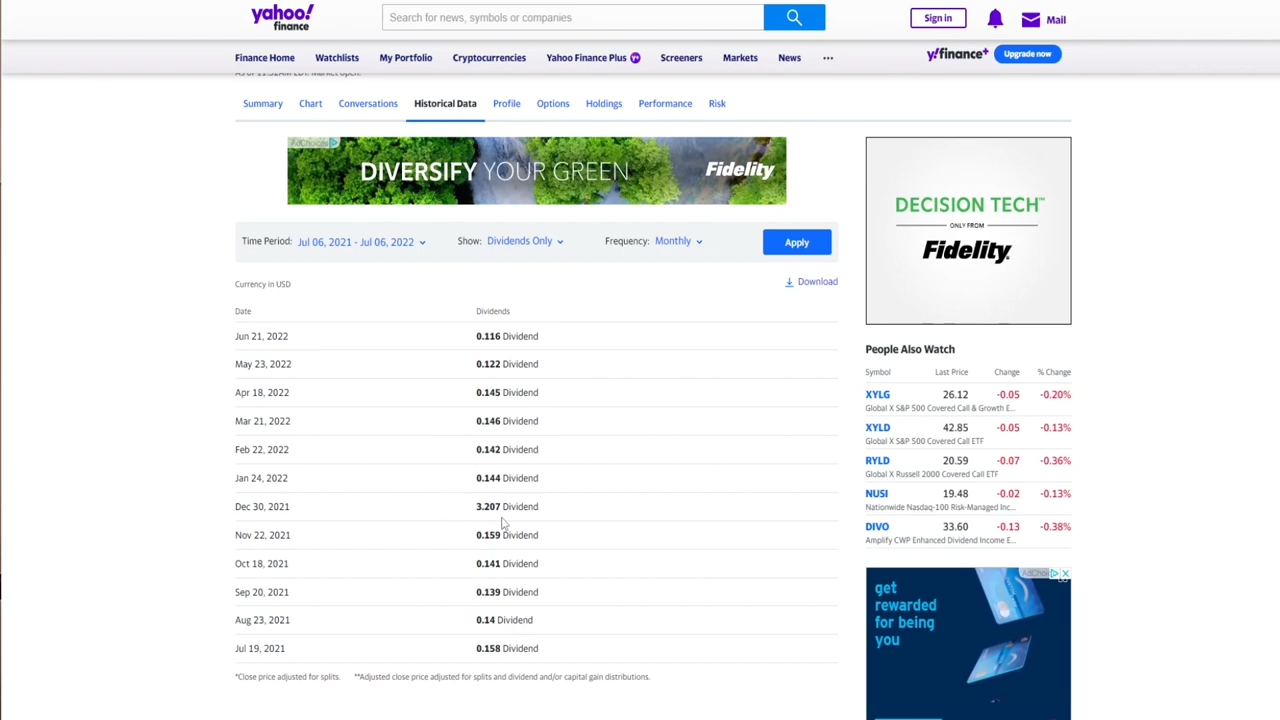 yahoo!
finance
Search for news, symbols or companies
Sign in
Mail
Finance Home Watchlists My Portfolio Cryptocurrencies Yahoo Finance Plus Y+ Screeners Markets News ...
y!finance+ Upgrade now
As of 11:52AM EDT. Market open.
Summary Chart Conversations Historical Data Profile Options Holdings Performance Risk
AdChoices
DIVERSIFY YOUR GREEN Fidelity
Time Period: Jul 06, 2021 - Jul 06, 2022 Show: Dividends Only Frequency: Monthly Apply
Currency in USD Download
Date Dividends
Jun 21, 2022 0.116 Dividend
May 23, 2022 0.122 Dividend
Apr 18, 2022 0.145 Dividend
Mar 21, 2022 0.146 Dividend
Feb 22, 2022 0.142 Dividend
Jan 24, 2022 0.144 Dividend
Dec 30, 2021 3.207 Dividend
Nov 22, 2021 0.159 Dividend
Oct 18, 2021 0.141 Dividend
Sep 20, 2021 0.139 Dividend
Aug 23, 2021 0.14 Dividend
Jul 19, 2021 0.158 Dividend
*Close price adjusted for splits. **Adjusted close price adjusted for splits and dividend and/or capital gain distributions.
DECISION TECH℠
ONLY FROM
Fidelity
People Also Watch
Symbol Last Price Change % Change
XYLG 26.12 -0.05 -0.20%
Global X S&P 500 Covered Call & Growth E...
XYLD 42.85 -0.05 -0.13%
Global X S&P 500 Covered Call ETF
RYLD 20.59 -0.07 -0.36%
Global X Russell 2000 Covered Call ETF
NUSI 19.48 -0.02 -0.13%
Nationwide Nasdaq-100 Risk-Managed Inc...
DIVO 33.60 -0.13 -0.38%
Amplify CWP Enhanced Dividend Income E...
AdChoices
get
rewarded
for being
you